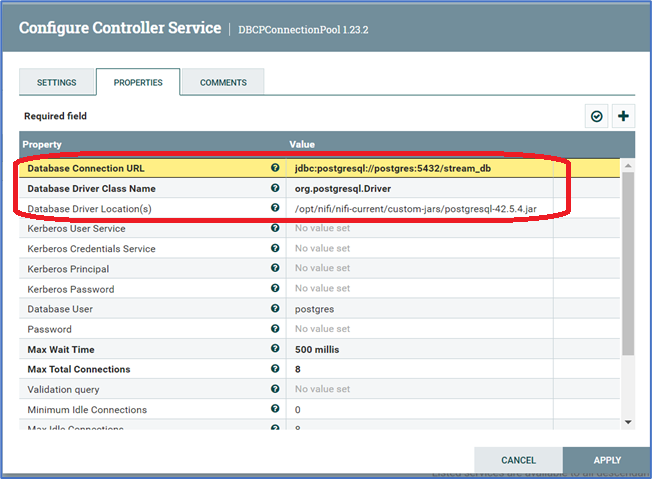 Configure Controller Service | DBCPConnectionPool 1.23.2
SETTINGS PROPERTIES COMMENTS
Required field
Property Value
Database Connection URL jdbc:postgresql://postgres:5432/stream_db
Database Driver Class Name org.postgresql.Driver
Database Driver Location(s) /opt/nifi/nifi-current/custom-jars/postgresql-42.5.4.jar
Kerberos User Service No value set
Kerberos Credentials Service No value set
Kerberos Principal No value set
Kerberos Password No value set
Database User postgres
Password No value set
Max Wait Time 500 millis
Max Total Connections 8
Validation query No value set
Minimum Idle Connections 0
Max Idle Connections 8
CANCEL APPLY